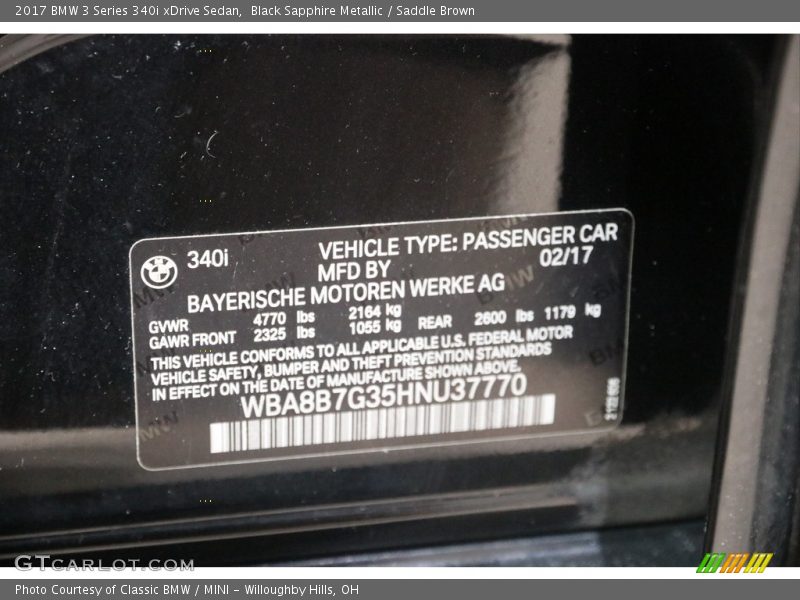 2017 BMW 3 Series 340i xDrive Sedan,  Black Sapphire Metallic / Saddle Brown
340i
VEHICLE TYPE: PASSENGER CAR
MFD BY
02/17
BAYERISCHE MOTOREN WERKE AG
GVWR 4770 lbs 2164 kg
GAWR FRONT 2325 lbs 1055 kg REAR 2600 lbs 1179 kg
THIS VEHICLE CONFORMS TO ALL APPLICABLE U.S. FEDERAL MOTOR
VEHICLE SAFETY, BUMPER AND THEFT PREVENTION STANDARDS
IN EFFECT ON THE DATE OF MANUFACTURE SHOWN ABOVE.
WBA8B7G35HNU37770
GTCARLOT.COM
Photo Courtesy of Classic BMW / MINI - Willoughby Hills, OH